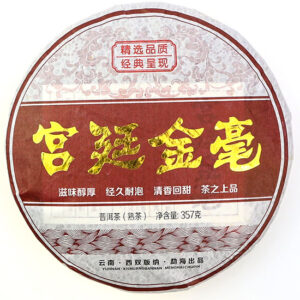 精选品质
经典呈现
宫廷金毫
滋味醇厚 经久耐泡 清香回甜 茶之上品
普洱茶（熟茶） 净含量:357克
云南·西双版纳·勐海出品